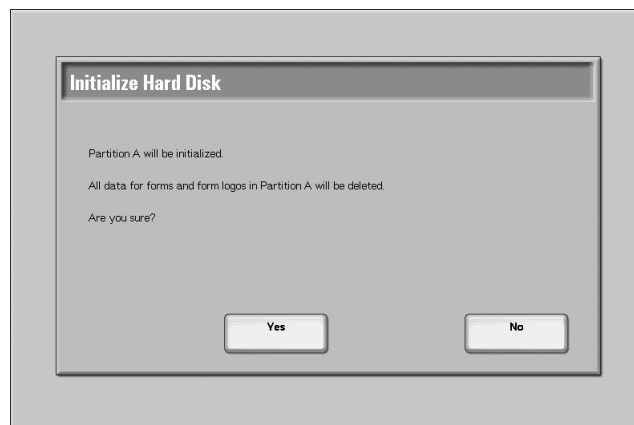 Initialize Hard Disk
Partition A will be initialized.
All data for forms and form logos in Partition A will be deleted.
Are you sure?
Yes No